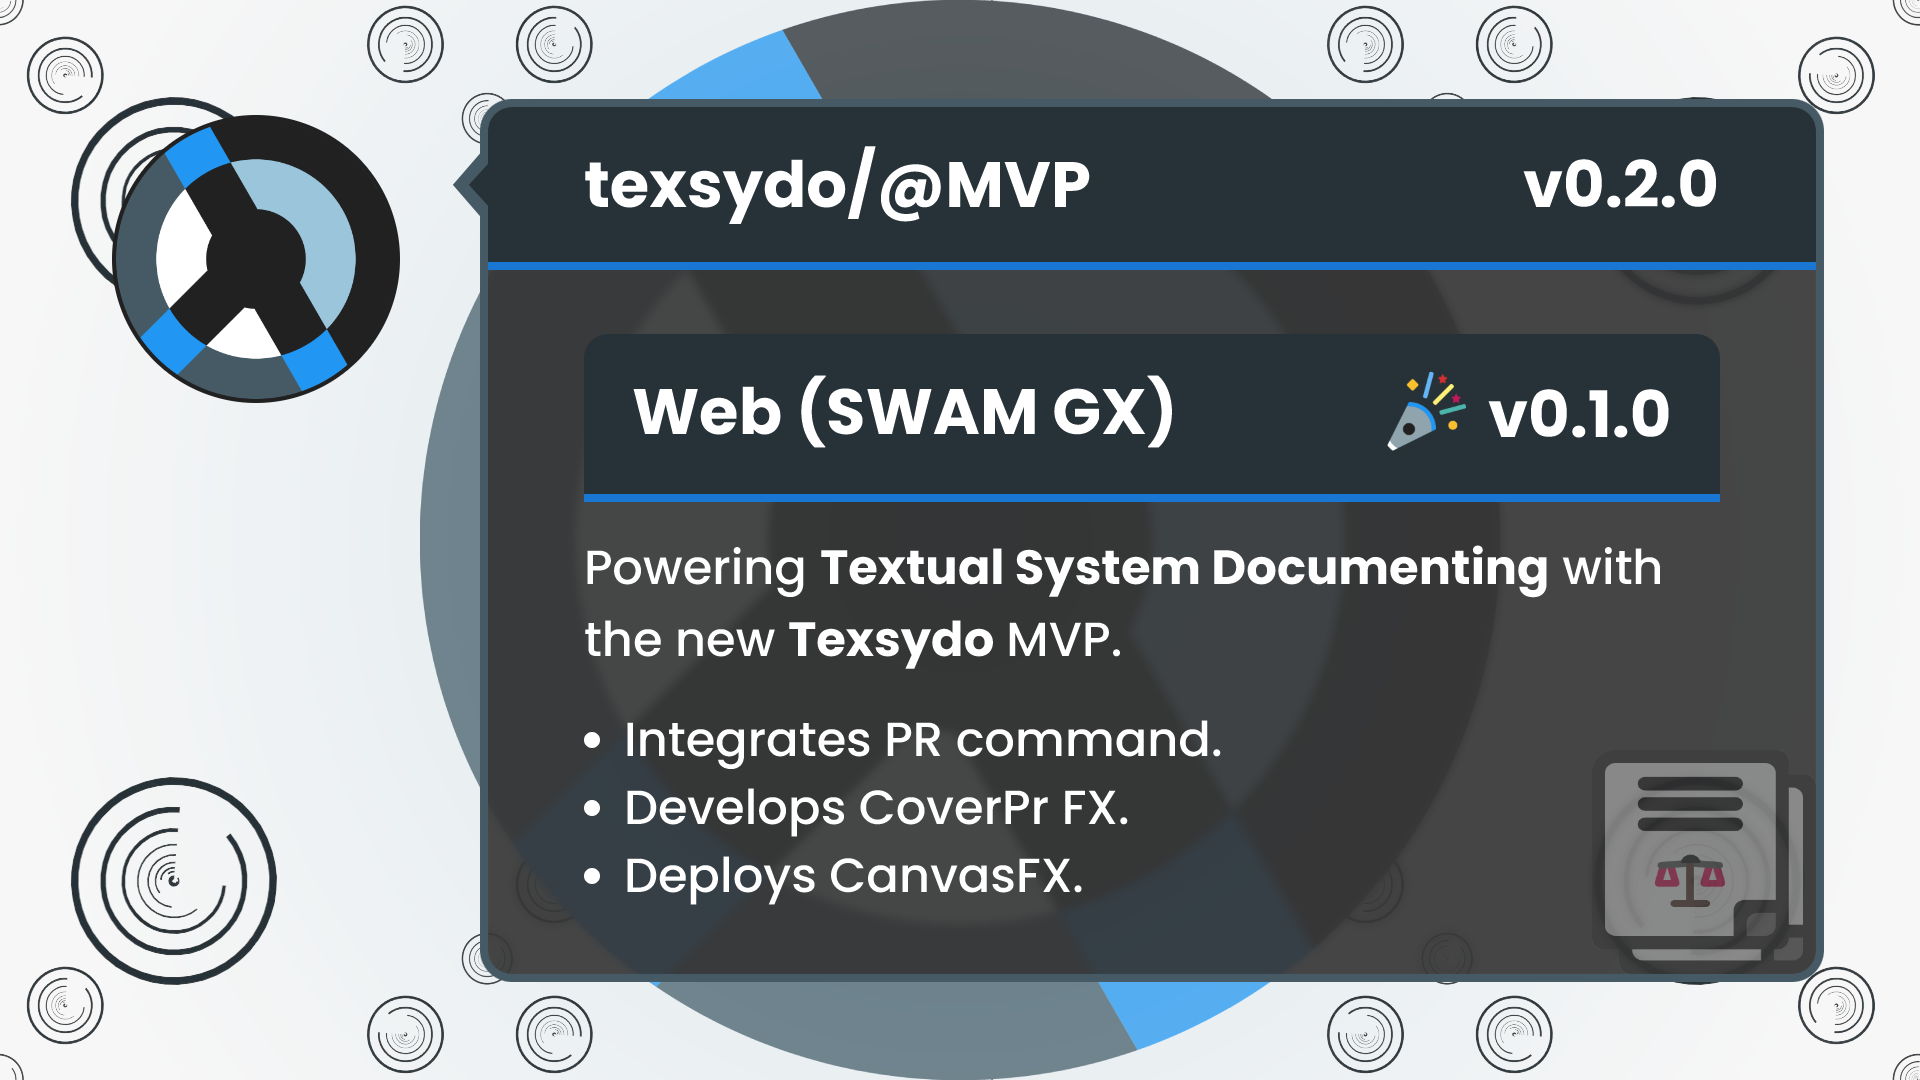 texsydo/@MVP v0.2.0
Web (SWAM GX) v0.1.0
Powering Textual System Documenting with
the new Texsydo MVP.
• Integrates PR command.
• Develops CoverPr FX.
• Deploys CanvasFX.